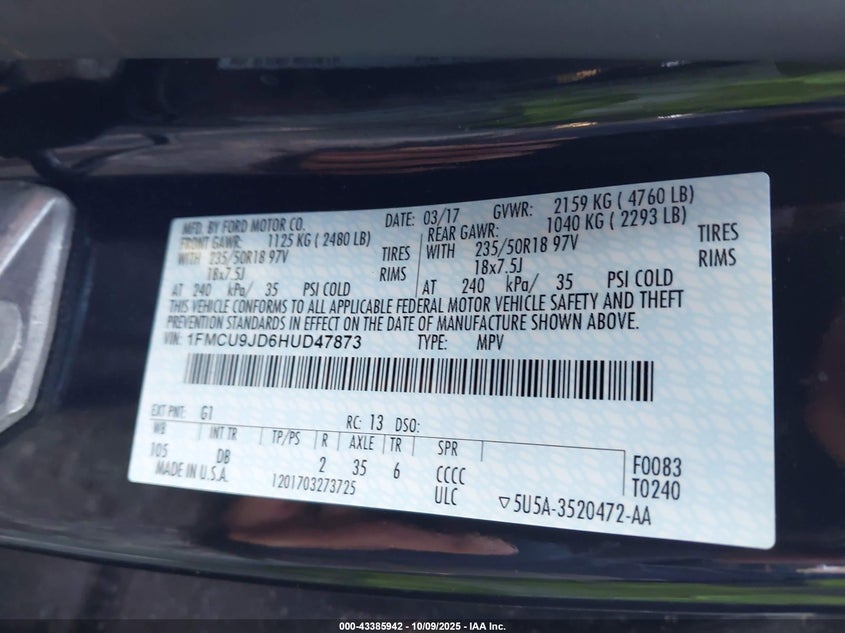 MFD. BY FORD MOTOR CO. DATE: 03/17 GVWR: 2159 KG ( 4760 LB)
FRONT GAWR: 1125 KG ( 2480 LB) REAR GAWR: 1040 KG ( 2293 LB)
WITH 235/50R18 97V TIRES WITH 235/50R18 97V TIRES
18x7.5J RIMS 18x7.5J RIMS
AT 240 kPa/ 35 PSI COLD AT 240 kPa/ 35 PSI COLD
THIS VEHICLE CONFORMS TO ALL APPLICABLE FEDERAL MOTOR VEHICLE SAFETY AND THEFT
PREVENTION STANDARDS IN EFFECT ON THE DATE OF MANUFACTURE SHOWN ABOVE.
VIN: 1FMCU9JD6HUD47873 TYPE: MPV
EXT PNT: G1 RC: 13 DSO:
WB INT TR TP/PS R AXLE TR SPR
105 DB 2 35 6 CCCC F0083
MADE IN U.S.A. 1201703273725 ULC T0240
▽5U5A-3520472-AA
000-43385942 - 10/09/2025 - IAA Inc.